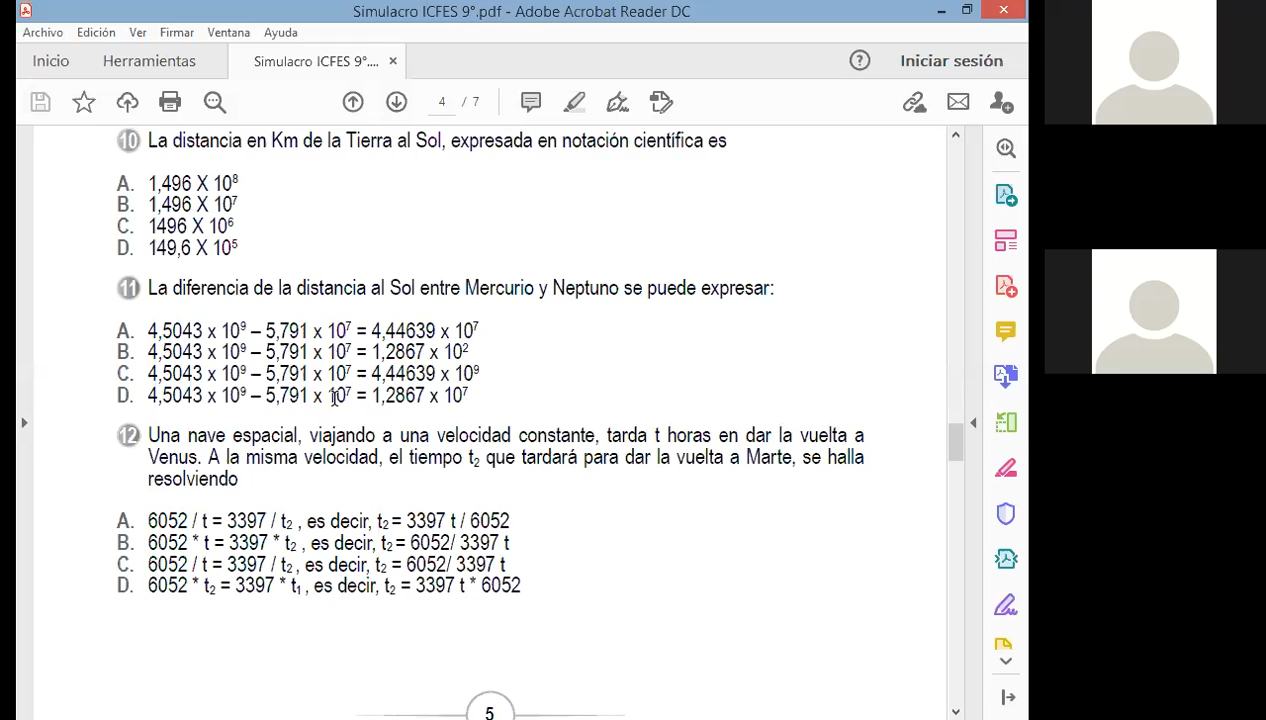 Simulacro ICFES 9°.pdf - Adobe Acrobat Reader DC
Archivo Edición Ver Firmar Ventana Ayuda
Inicio Herramientas Simulacro ICFES 9°.... × Iniciar sesión
4 / 7
10 La distancia en Km de la Tierra al Sol, expresada en notación científica es
A. 1,496 X 10⁸
B. 1,496 X 10⁷
C. 1496 X 10⁶
D. 149,6 X 10⁵
11 La diferencia de la distancia al Sol entre Mercurio y Neptuno se puede expresar:
A. 4,5043 x 10⁹ – 5,791 x 10⁷ = 4,44639 x 10⁷
B. 4,5043 x 10⁹ – 5,791 x 10⁷ = 1,2867 x 10²
C. 4,5043 x 10⁹ – 5,791 x 10⁷ = 4,44639 x 10⁹
D. 4,5043 x 10⁹ – 5,791 x 10⁷ = 1,2867 x 10⁷
12 Una nave espacial, viajando a una velocidad constante, tarda t horas en dar la vuelta a
Venus. A la misma velocidad, el tiempo t₂ que tardará para dar la vuelta a Marte, se halla
resolviendo
A. 6052 / t = 3397 / t₂ , es decir, t₂ = 3397 t / 6052
B. 6052 * t = 3397 * t₂ , es decir, t₂ = 6052/ 3397 t
C. 6052 / t = 3397 / t₂, es decir, t₂ = 6052/ 3397 t
D. 6052 * t₂ = 3397 * t₁ , es decir, t₂ = 3397 t * 6052
5